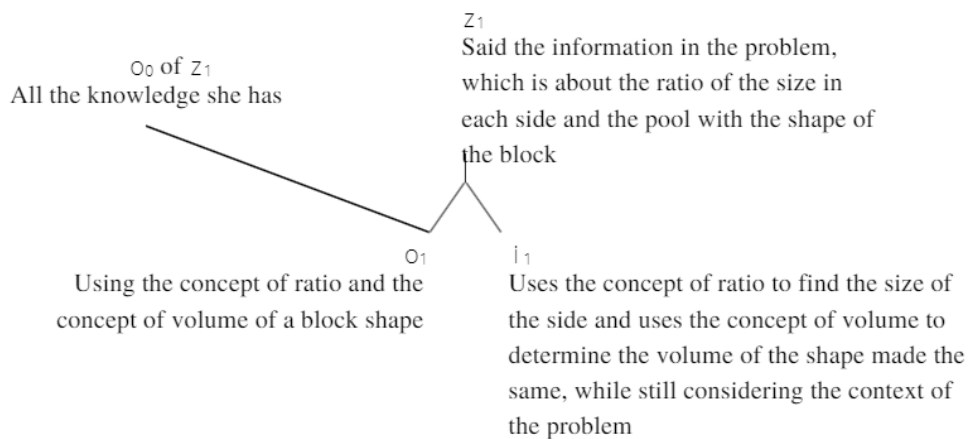 O₀ of Z₁
All the knowledge she has
Z₁
Said the information in the problem,
which is about the ratio of the size in
each side and the pool with the shape of
the block
O₁
Using the concept of ratio and the
concept of volume of a block shape
i₁
Uses the concept of ratio to find the size of
the side and uses the concept of volume to
determine the volume of the shape made the
same, while still considering the context of
the problem